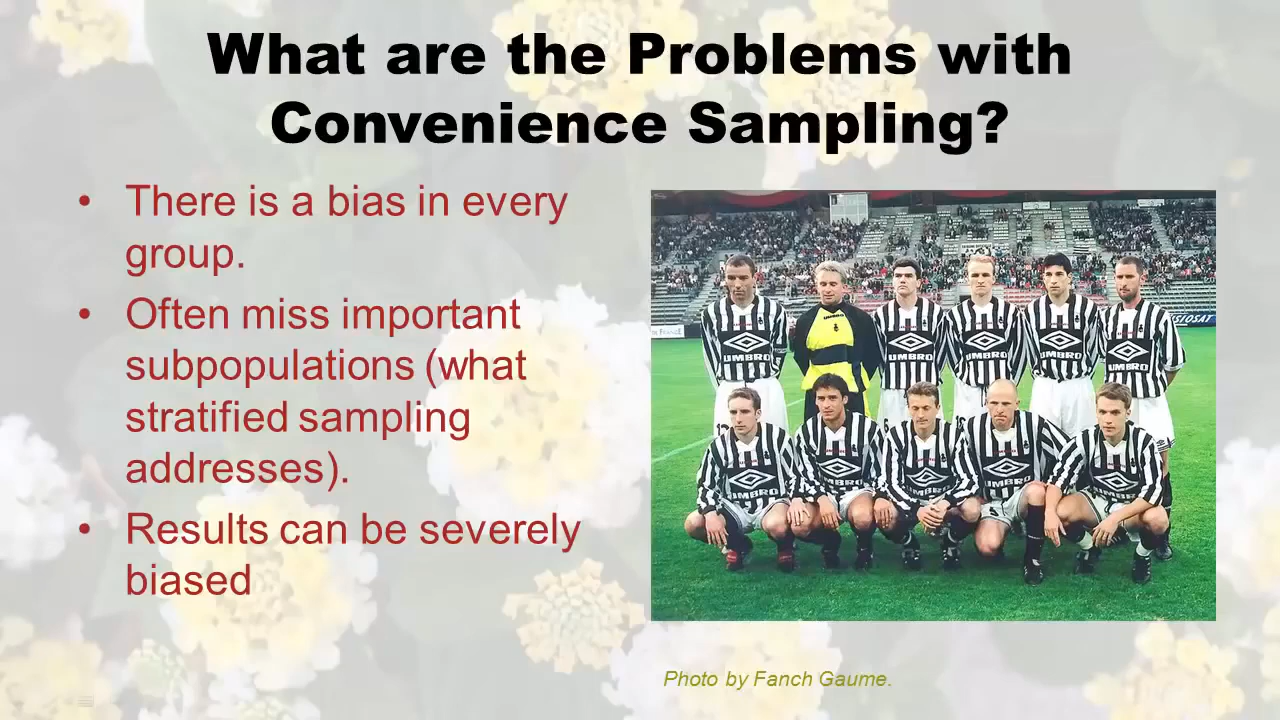 What are the Problems with
Convenience Sampling?
• There is a bias in every
group.
• Often miss important
subpopulations (what
stratified sampling
addresses).
• Results can be severely
biased
UMBRO
UMBRO
UMBRO
UMBRO
UMBRO
UMBRO
UMBRO
UMBRO
UMBRO
UMBRO
UMBRO
Photo by Fanch Gaume.